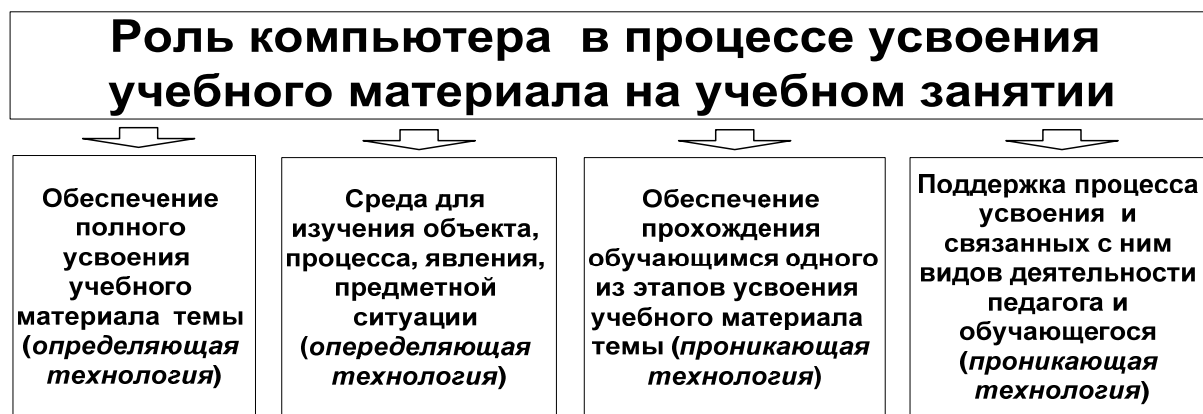 Роль компьютера в процессе усвоения
учебного материала на учебном занятии
Обеспечение
полного
усвоения
учебного
материала темы
(определяющая
технология)
Среда для
изучения объекта,
процесса, явления,
предметной
ситуации
(опеределяющая
технология)
Обеспечение
прохождения
обучающимся одного
из этапов усвоения
учебного материала
темы (проникающая
технология)
Поддержка процесса
усвоения и
связанных с ним
видов деятельности
педагога и
обучающегося
(проникающая
технология)